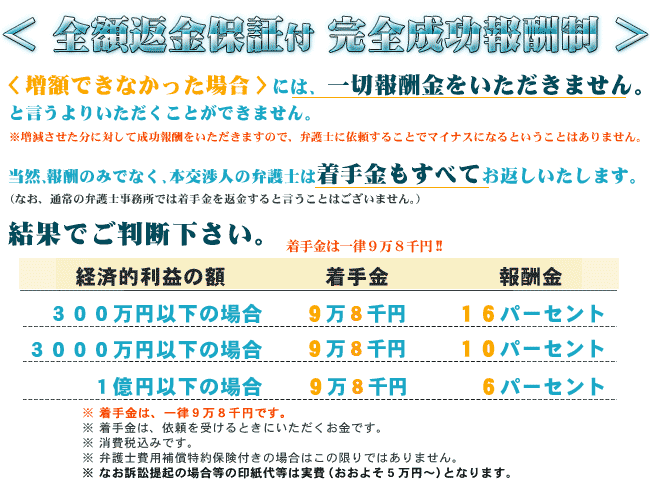 ＜ 全額返金保証付 完全成功報酬制 ＞
〈 増額できなかった場合 〉には、一切報酬金をいただきません。
と言うよりいただくことができません。
※増減させた分に対して成功報酬をいただきますので、弁護士に依頼することでマイナスになるということはありません。
当然､報酬のみでなく､本交渉人の弁護士は着手金もすべてお返しいたします。
（なお、通常の弁護士事務所では着手金を返金すると言うことはございません。）
結果でご判断下さい。 着手金は一律９万８千円!!
経済的利益の額 着手金 報酬金
３００万円以下の場合 ９万８千円 １６パーセント
３０００万円以下の場合 ９万８千円 １０パーセント
１億円以下の場合 ９万８千円 ６パーセント
※ 着手金は、一律９万８千円です。
※ 着手金は、依頼を受けるときにいただくお金です。
※ 消費税込みです。
※ 弁護士費用補償特約保険付きの場合はこの限りではありません。
※ なお訴訟提起の場合等の印紙代等は実費（おおよそ５万円～）となります。